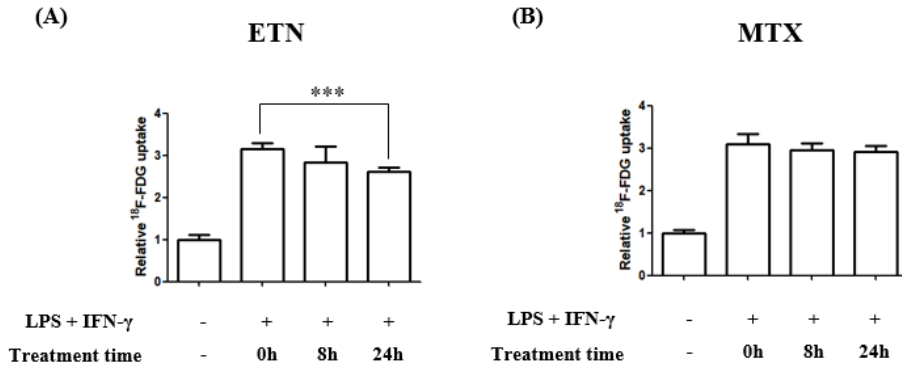 (A)
ETN
***
Relative ¹⁸F-FDG uptake
4
3
2
1
0
LPS + IFN-γ - + + +
Treatment time - 0h 8h 24h
(B)
MTX
Relative ¹⁸F-FDG uptake
4
3
2
1
0
LPS + IFN-γ - + + +
Treatment time - 0h 8h 24h